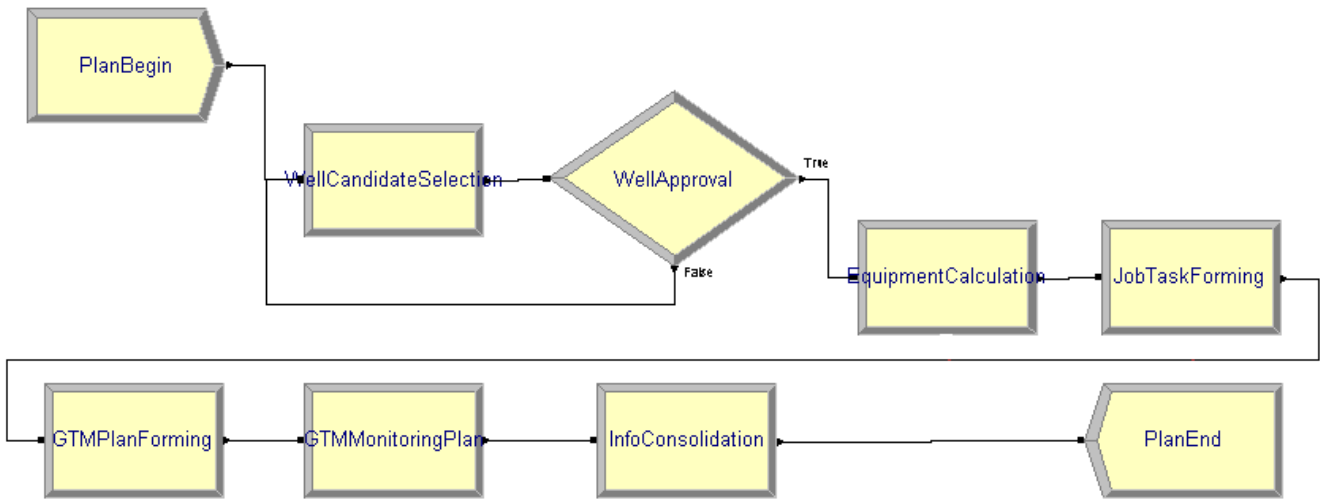 PlanBegin
WellCandidateSelection
WellApproval
True
False
EquipmentCalculation
JobTaskForming
GTMPlanForming
GTMMonitoringPlan
InfoConsolidation
PlanEnd